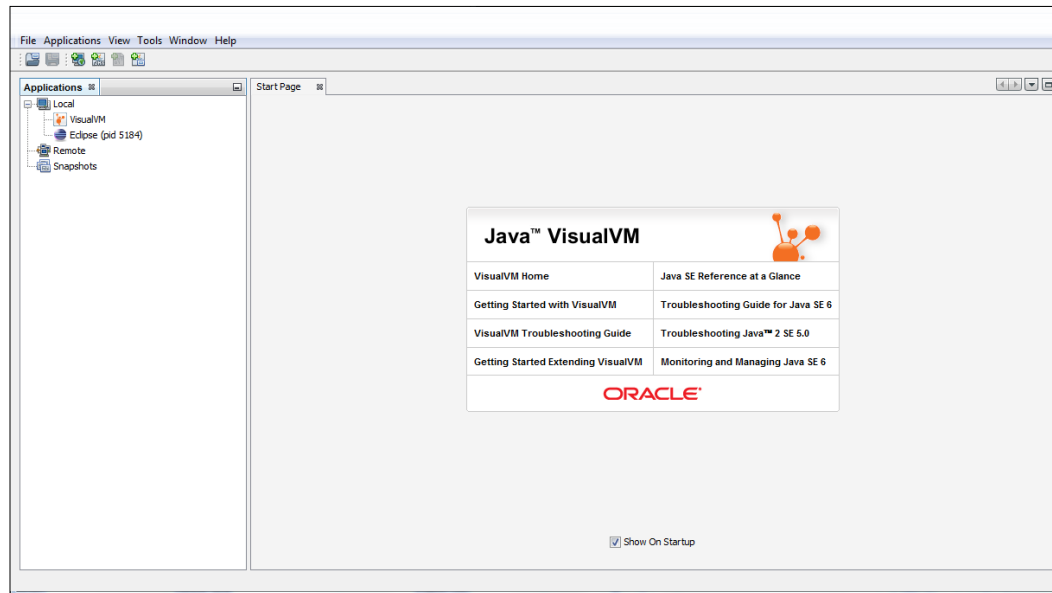 File Applications View Tools Window Help
Applications
Start Page
Local
VisualVM
Eclipse (pid 5184)
Remote
Snapshots
Java™ VisualVM
VisualVM Home
Java SE Reference at a Glance
Getting Started with VisualVM
Troubleshooting Guide for Java SE 6
VisualVM Troubleshooting Guide
Troubleshooting Java™ 2 SE 5.0
Getting Started Extending VisualVM
Monitoring and Managing Java SE 6
ORACLE
Show On Startup